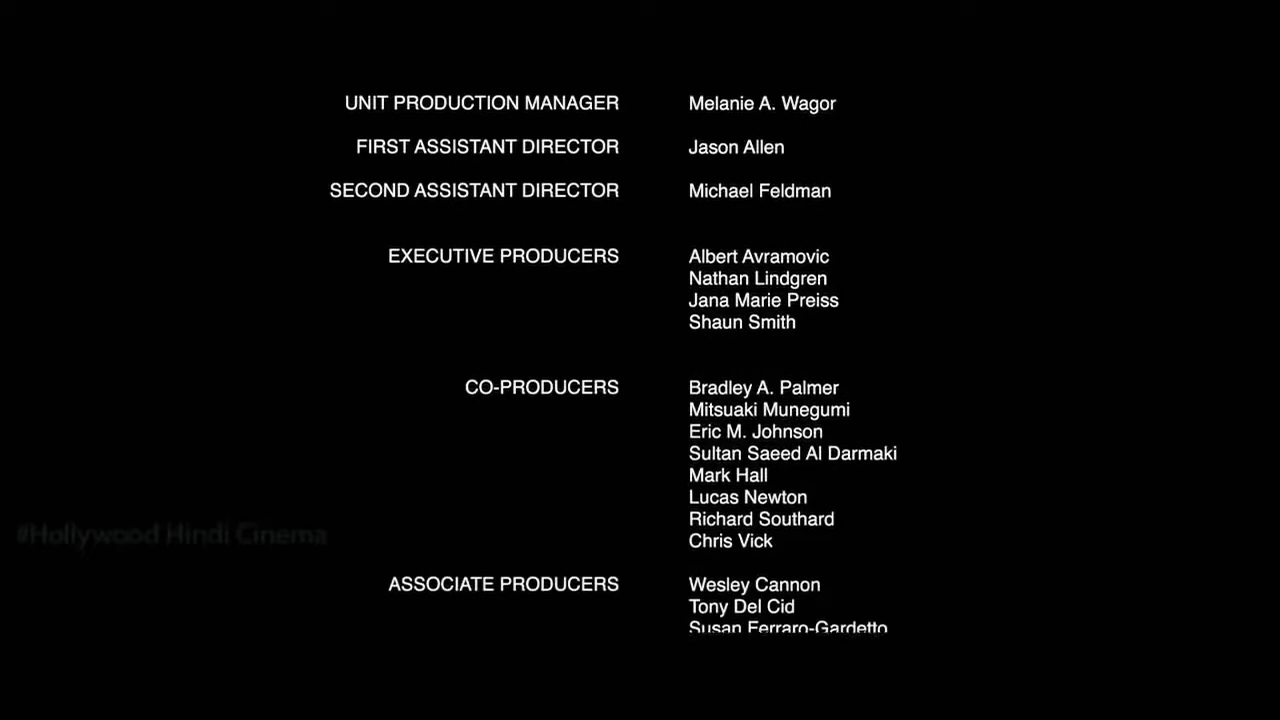 UNIT PRODUCTION MANAGER Melanie A. Wagor
FIRST ASSISTANT DIRECTOR Jason Allen
SECOND ASSISTANT DIRECTOR Michael Feldman
EXECUTIVE PRODUCERS Albert Avramovic
Nathan Lindgren
Jana Marie Preiss
Shaun Smith
CO-PRODUCERS Bradley A. Palmer
Mitsuaki Munegumi
Eric M. Johnson
Sultan Saeed Al Darmaki
Mark Hall
Lucas Newton
Richard Southard
#Hollywood Hindi Cinema
Chris Vick
ASSOCIATE PRODUCERS Wesley Cannon
Tony Del Cid
Susan Ferraro-Gardetto